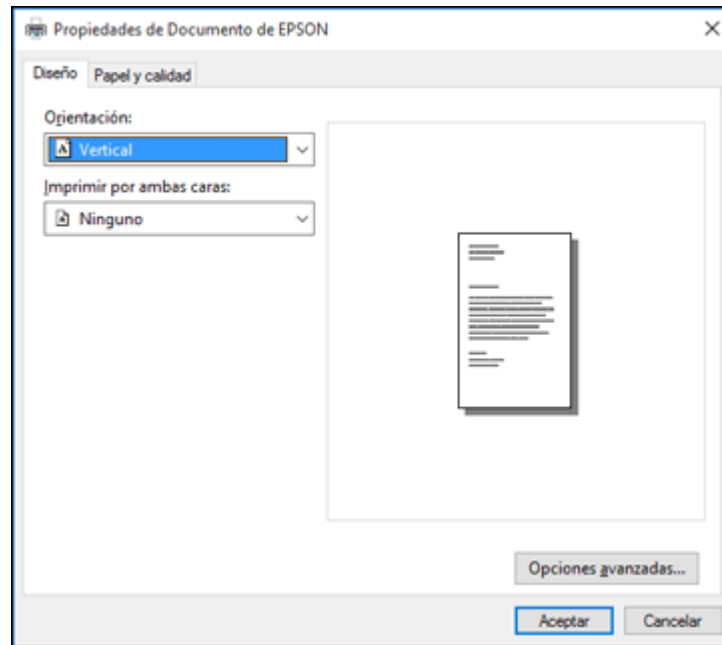 Propiedades de Documento de EPSON
Diseño Papel y calidad
Orientación:
Vertical
Imprimir por ambas caras:
Ninguno
Opciones avanzadas...
Aceptar Cancelar